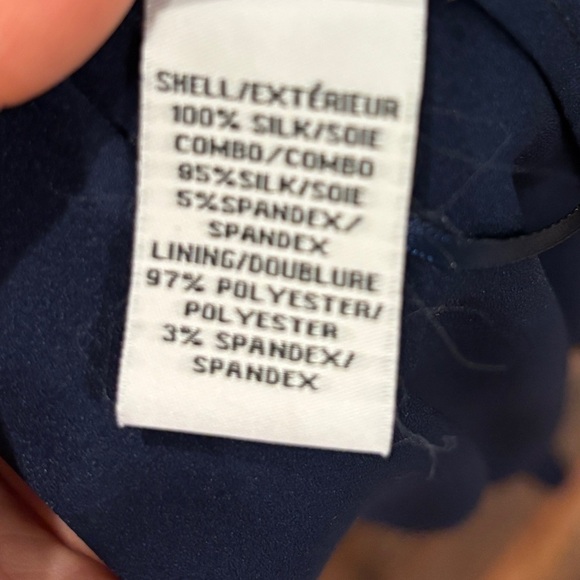 SHELL/EXTÉRIEUR
100% SILK/SOIE
COMBO/COMBO
95%SILK/SOIE
5%SPANDEX/
SPANDEX
LINING/DOUBLURE
97% POLYESTER/
POLYESTER
3% SPANDEX/
SPANDEX